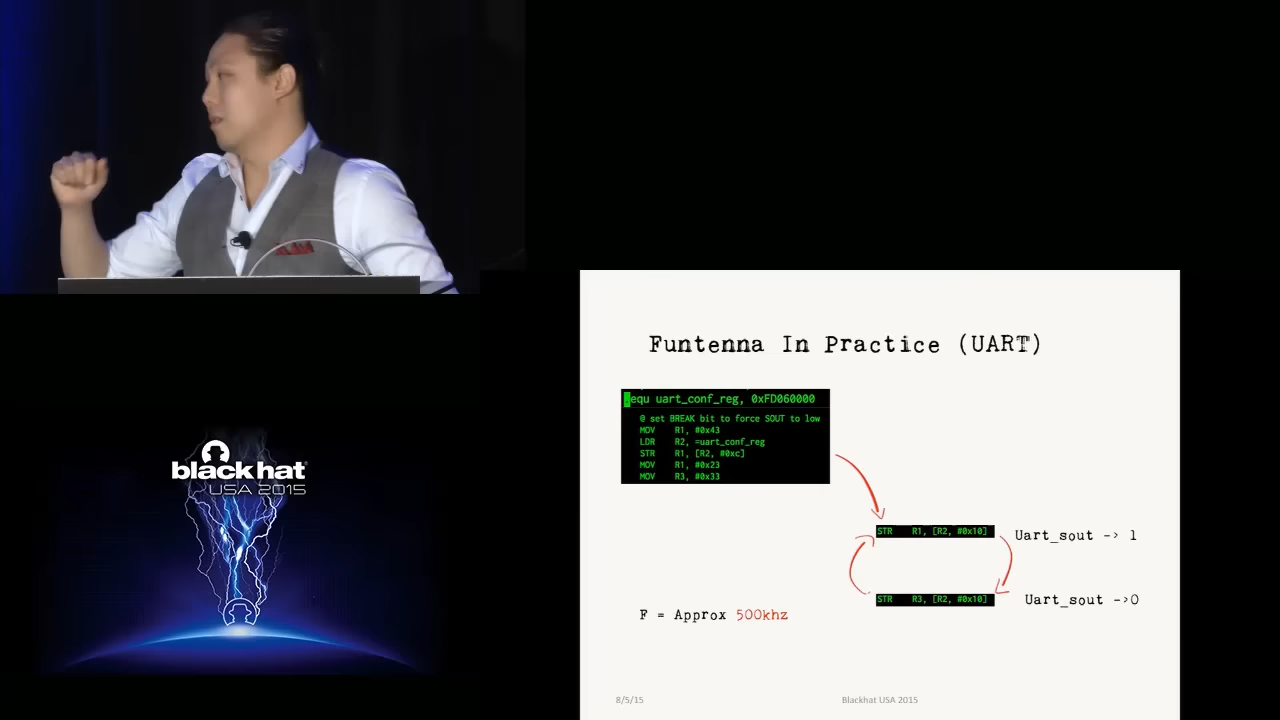 black hat
USA 2015
Funtenna In Practice (UART)
.equ uart_conf_reg, 0xFD060000
@ set BREAK bit to force SOUT to low
MOV R1, #0x43
LDR R2, =uart_conf_reg
STR R1, [R2, #0xc]
MOV R1, #0x23
MOV R3, #0x33
STR R1, [R2, #0x10]
Uart_sout -> 1
STR R3, [R2, #0x10]
Uart_sout ->0
F = Approx 500khz
8/5/15
Blackhat USA 2015